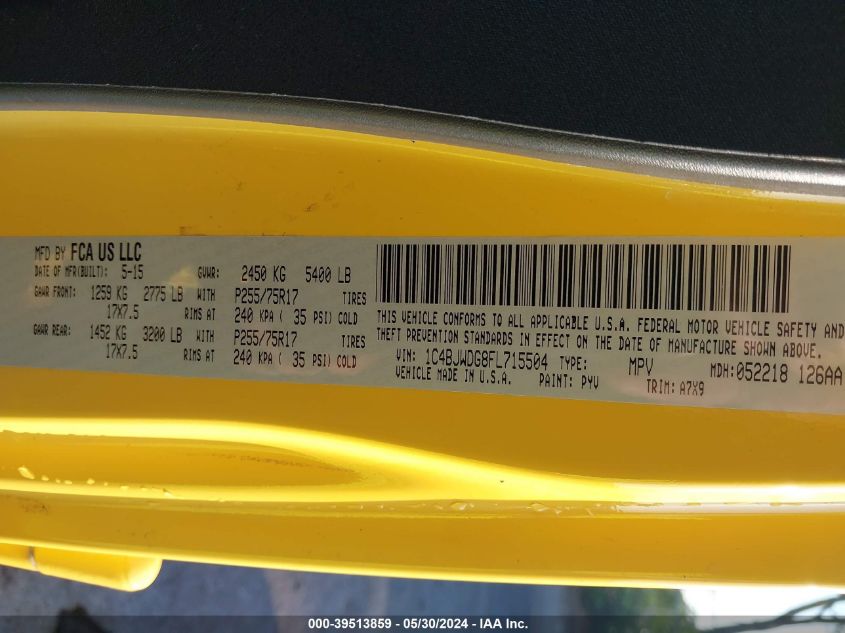 MFD BY FCA US LLC
DATE OF MFR(BUILT): 5-15 GVWR: 2450 KG 5400 LB
GAWR FRONT: 1259 KG 2775 LB WITH P255/75R17 TIRES
17X7.5 RIMS AT 240 KPA ( 35 PSI) COLD
GAWR REAR: 1452 KG 3200 LB WITH P255/75R17 TIRES
17X7.5 RIMS AT 240 KPA ( 35 PSI) COLD
THIS VEHICLE CONFORMS TO ALL APPLICABLE U.S.A. FEDERAL MOTOR VEHICLE SAFETY AND
THEFT PREVENTION STANDARDS IN EFFECT ON THE DATE OF MANUFACTURE SHOWN ABOVE.
VIN: 1C4BJWDG8FL715504 TYPE: MPV MDH: 052218 126AA
VEHICLE MADE IN U.S.A. PAINT: PYV TRIM: A7X9
000-39513859 - 05/30/2024 - IAA Inc.